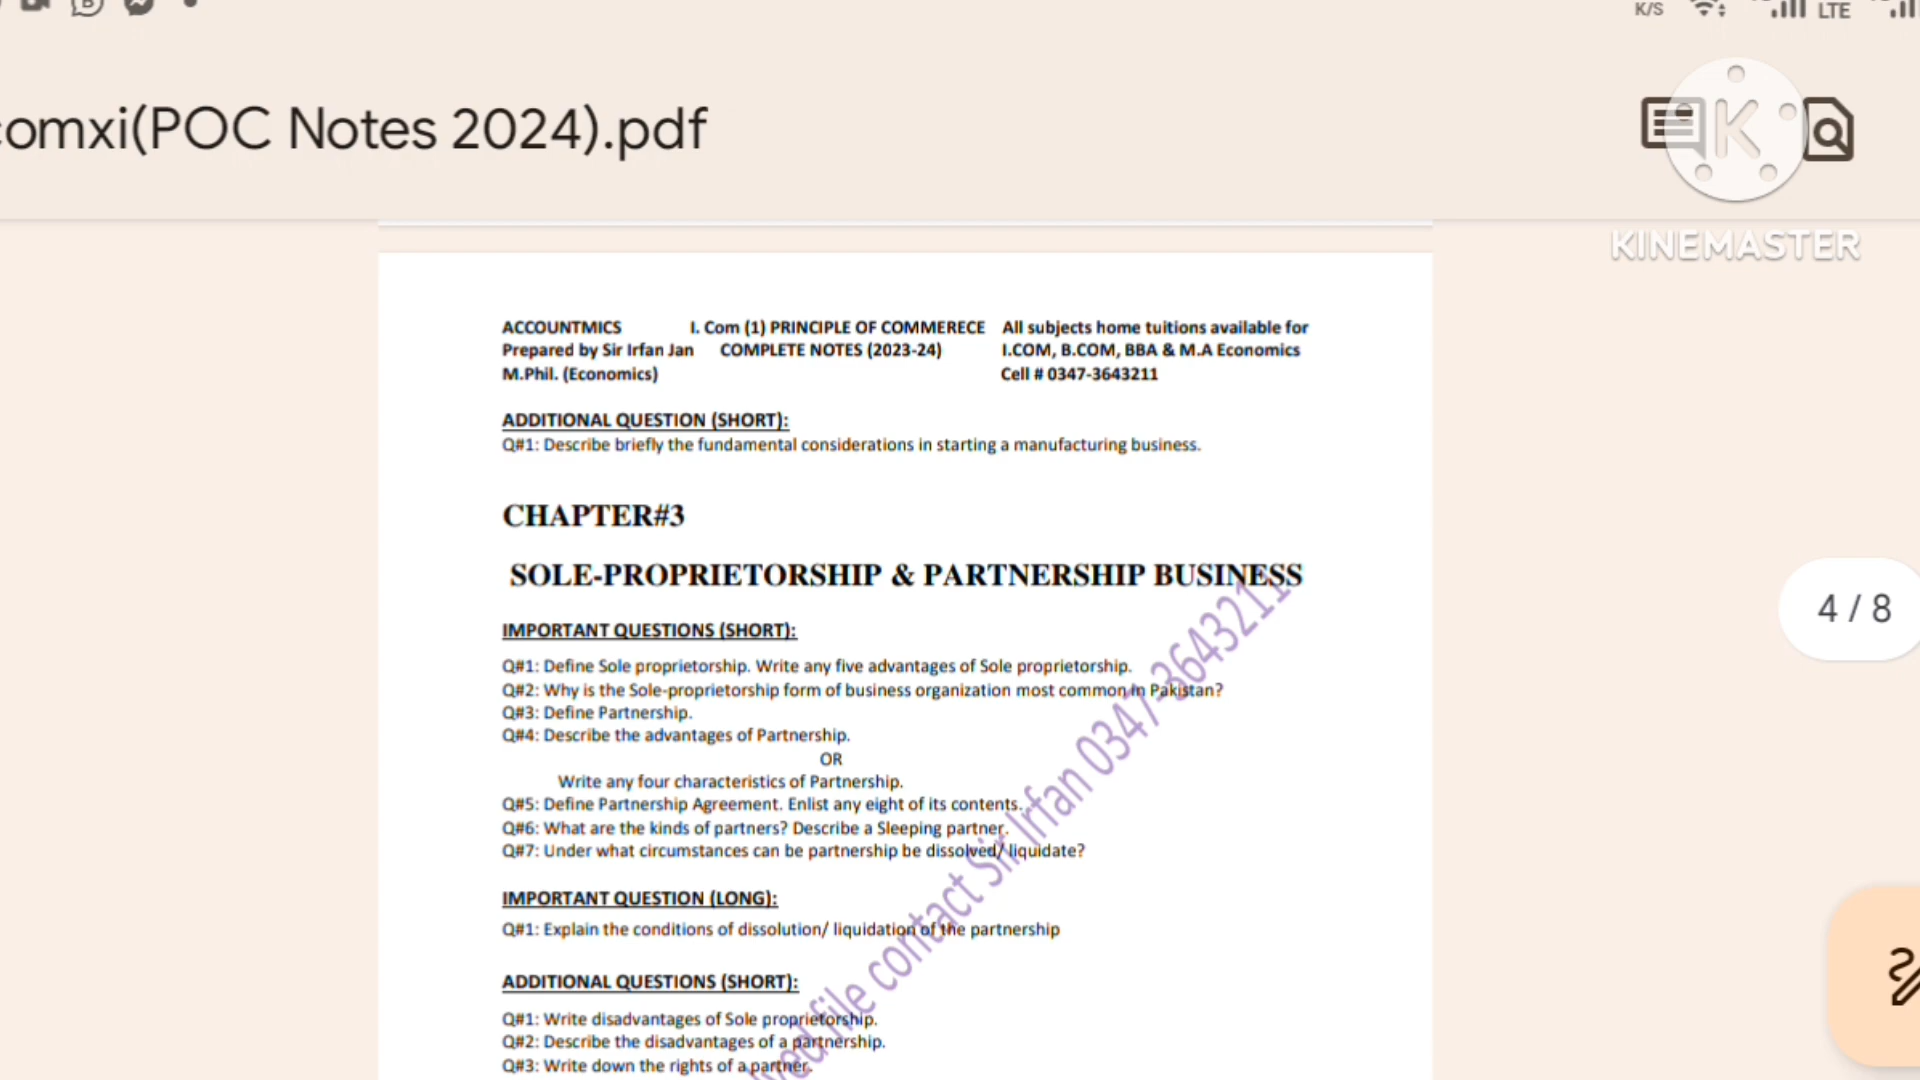 K/S LTE
comxi(POC Notes 2024).pdf
K
KINEMASTER
ACCOUNTMICS I. Com (1) PRINCIPLE OF COMMERECE All subjects home tuitions available for
Prepared by Sir Irfan Jan COMPLETE NOTES (2023-24) I.COM, B.COM, BBA & M.A Economics
M.Phil. (Economics) Cell # 0347-3643211
ADDITIONAL QUESTION (SHORT):
Q#1: Describe briefly the fundamental considerations in starting a manufacturing business.
CHAPTER#3
SOLE-PROPRIETORSHIP & PARTNERSHIP BUSINESS
4 / 8
IMPORTANT QUESTIONS (SHORT):
Q#1: Define Sole proprietorship. Write any five advantages of Sole proprietorship.
Q#2: Why is the Sole-proprietorship form of business organization most common in Pakistan?
Q#3: Define Partnership.
Q#4: Describe the advantages of Partnership.
OR
Write any four characteristics of Partnership.
Q#5: Define Partnership Agreement. Enlist any eight of its contents.
Q#6: What are the kinds of partners? Describe a Sleeping partner.
Q#7: Under what circumstances can be partnership be dissolved/ liquidate?
IMPORTANT QUESTION (LONG):
Q#1: Explain the conditions of dissolution/ liquidation of the partnership
ADDITIONAL QUESTIONS (SHORT):
Q#1: Write disadvantages of Sole proprietorship.
Q#2: Describe the disadvantages of a partnership.
Q#3: Write down the rights of a partner.
file contact Sir Irfan 0347-3643211